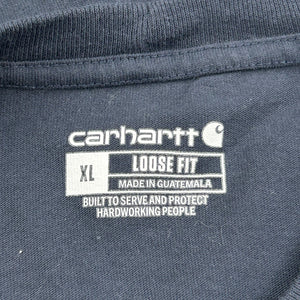 carhartt
XL
LOOSE FIT
MADE IN GUATEMALA
BUILT TO SERVE AND PROTECT
HARDWORKING PEOPLE